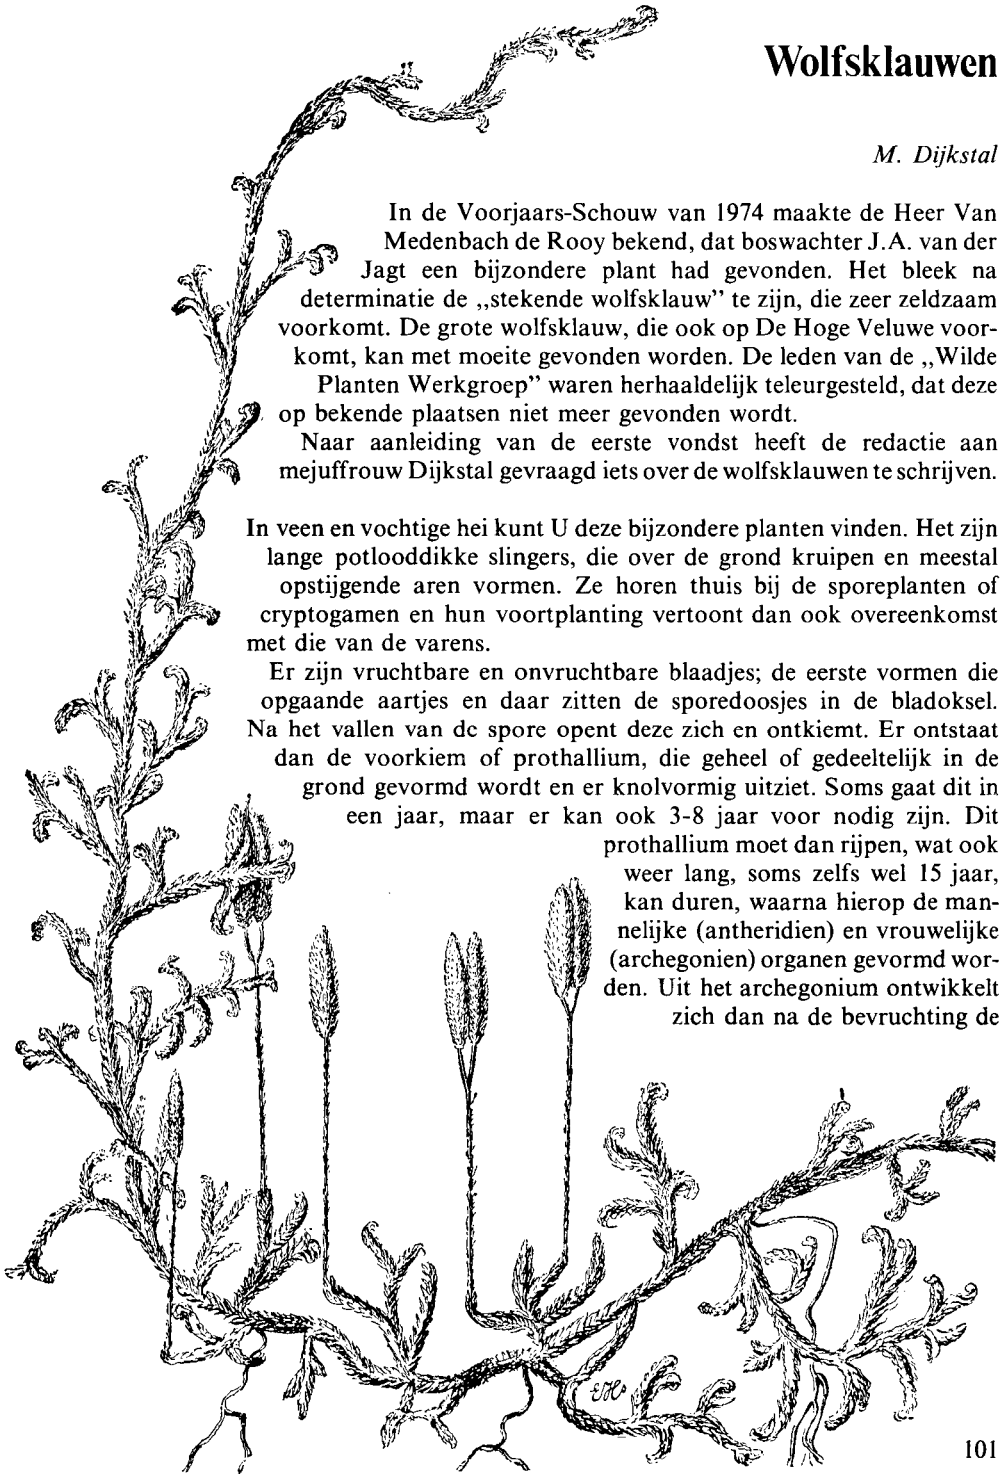 Wolfsklauwen
M. Dijkstal
In de Voorjaars-Schouw van 1974 maakte de Heer Van
Medenbach de Rooy bekend, dat boswachter J.A. van der
Jagt een bijzondere plant had gevonden. Het bleek na
determinatie de ,,stekende wolfsklauw" te zijn, die zeer zeldzaam
voorkomt. De grote wolfsklauw, die ook op De Hoge Veluwe voor-
komt, kan met moeite gevonden worden. De leden van de ,,Wilde
Planten Werkgroep" waren herhaaldelijk teleurgesteld, dat deze
op bekende plaatsen niet meer gevonden wordt.
Naar aanleiding van de eerste vondst heeft de redactie aan
mejuffrouw Dijkstal gevraagd iets over de wolfsklauwen te schrijven.
In veen en vochtige hei kunt U deze bijzondere planten vinden. Het zijn
lange potlooddikke slingers, die over de grond kruipen en meestal
opstijgende aren vormen. Ze horen thuis bij de sporeplanten of
cryptogamen en hun voortplanting vertoont dan ook overeenkomst
met die van de varens.
Er zijn vruchtbare en onvruchtbare blaadjes; de eerste vormen die
opgaande aartjes en daar zitten de sporedoosjes in de bladoksel.
Na het vallen van de spore opent deze zich en ontkiemt. Er ontstaat
dan de voorkiem of prothallium, die geheel of gedeeltelijk in de
grond gevormd wordt en er knolvormig uitziet. Soms gaat dit in
een jaar, maar er kan ook 3-8 jaar voor nodig zijn. Dit
prothallium moet dan rijpen, wat ook
weer lang, soms zelfs wel 15 jaar,
kan duren, waarna hierop de man-
nelijke (antheridien) en vrouwelijke
(archegonien) organen gevormd wor-
den. Uit het archegonium ontwikkelt
zich dan na de bevruchting de
101